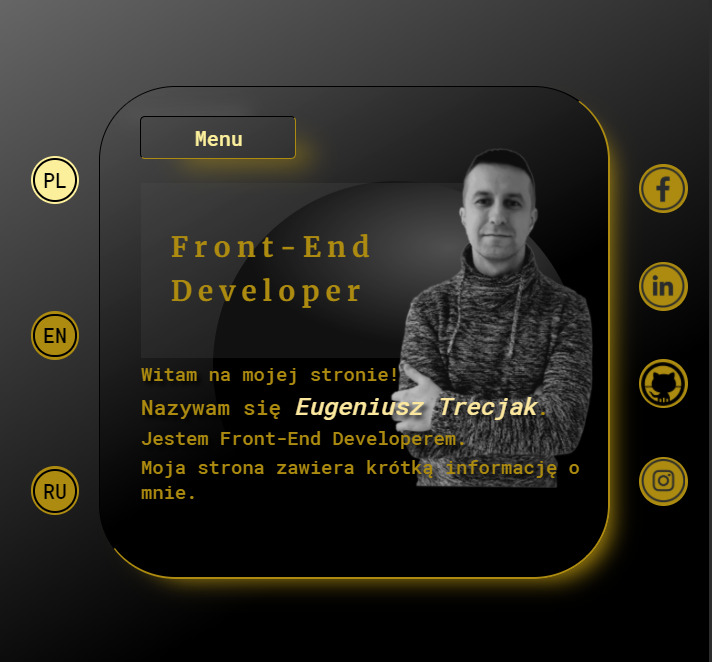 Menu
PL
EN
RU
Front-End
Developer
Witam na mojej stronie!
Nazywam się Eugeniusz Trecjak.
Jestem Front-End Developerem.
Moja strona zawiera krótką informację o
mnie.